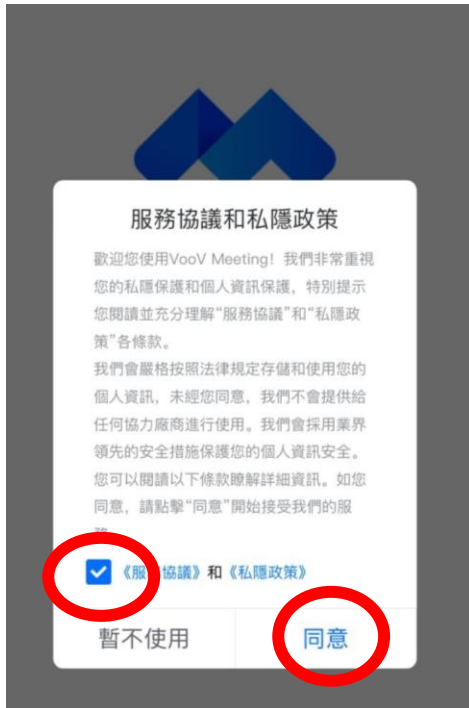 服務協議和私隱政策
歡迎您使用VooV Meeting！我們非常重視
您的私隱保護和個人資訊保護，特別提示
您閱讀並充分理解“服務協議”和“私隱政
策”各條款。
我們會嚴格按照法律規定存儲和使用您的
個人資訊，未經您同意，我們不會提供給
任何協力廠商進行使用。我們會採用業界
領先的安全措施保護您的個人資訊安全。
您可以閱讀以下條款瞭解詳細資訊。如您
同意，請點擊“同意”開始接受我們的服
《服務協議》和《私隱政策》
暫不使用
同意